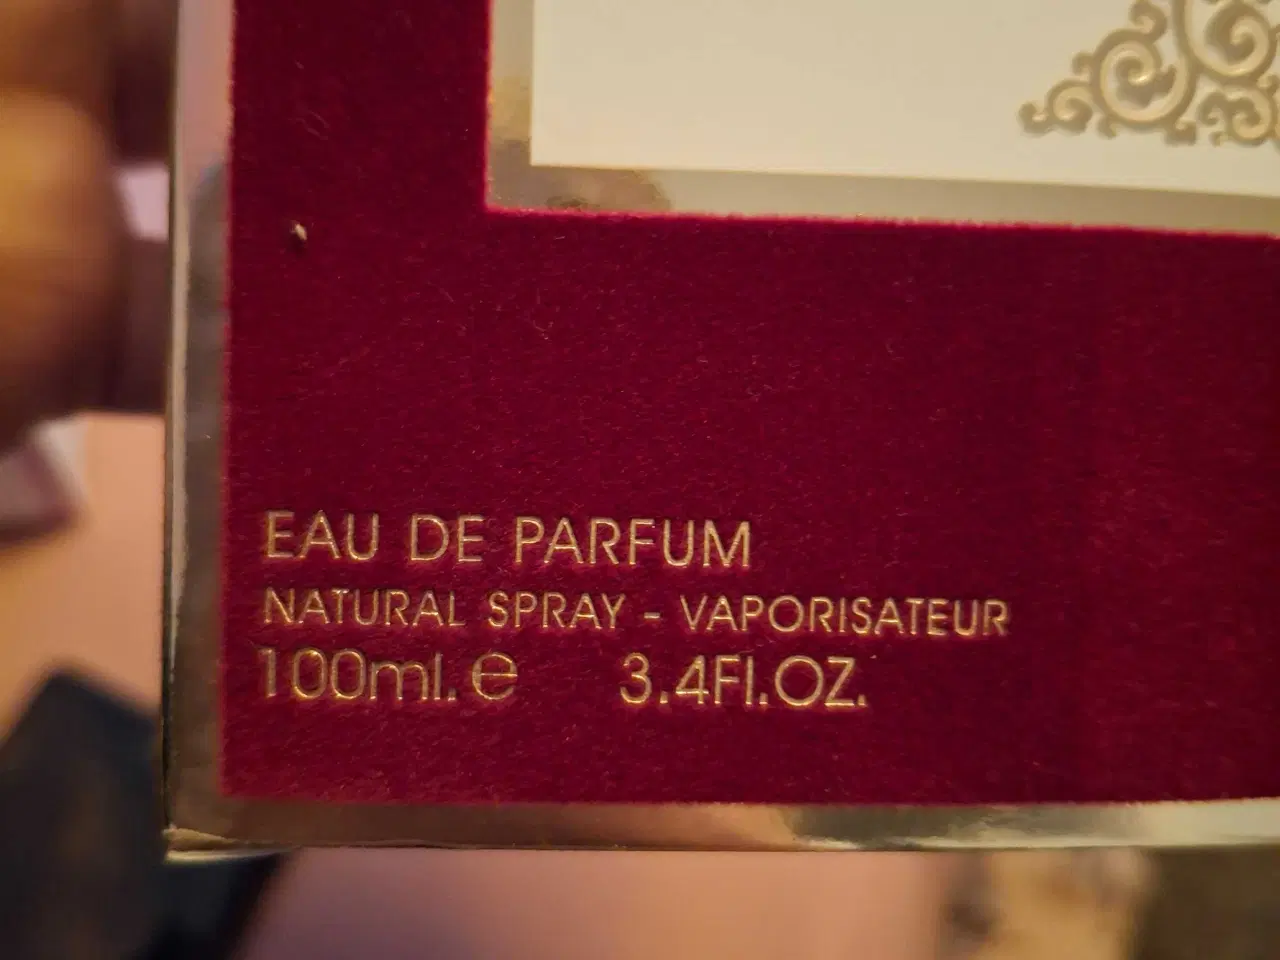 EAU DE PARFUM
NATURAL SPRAY - VAPORISATEUR
100ml. e 3.4Fl.OZ.